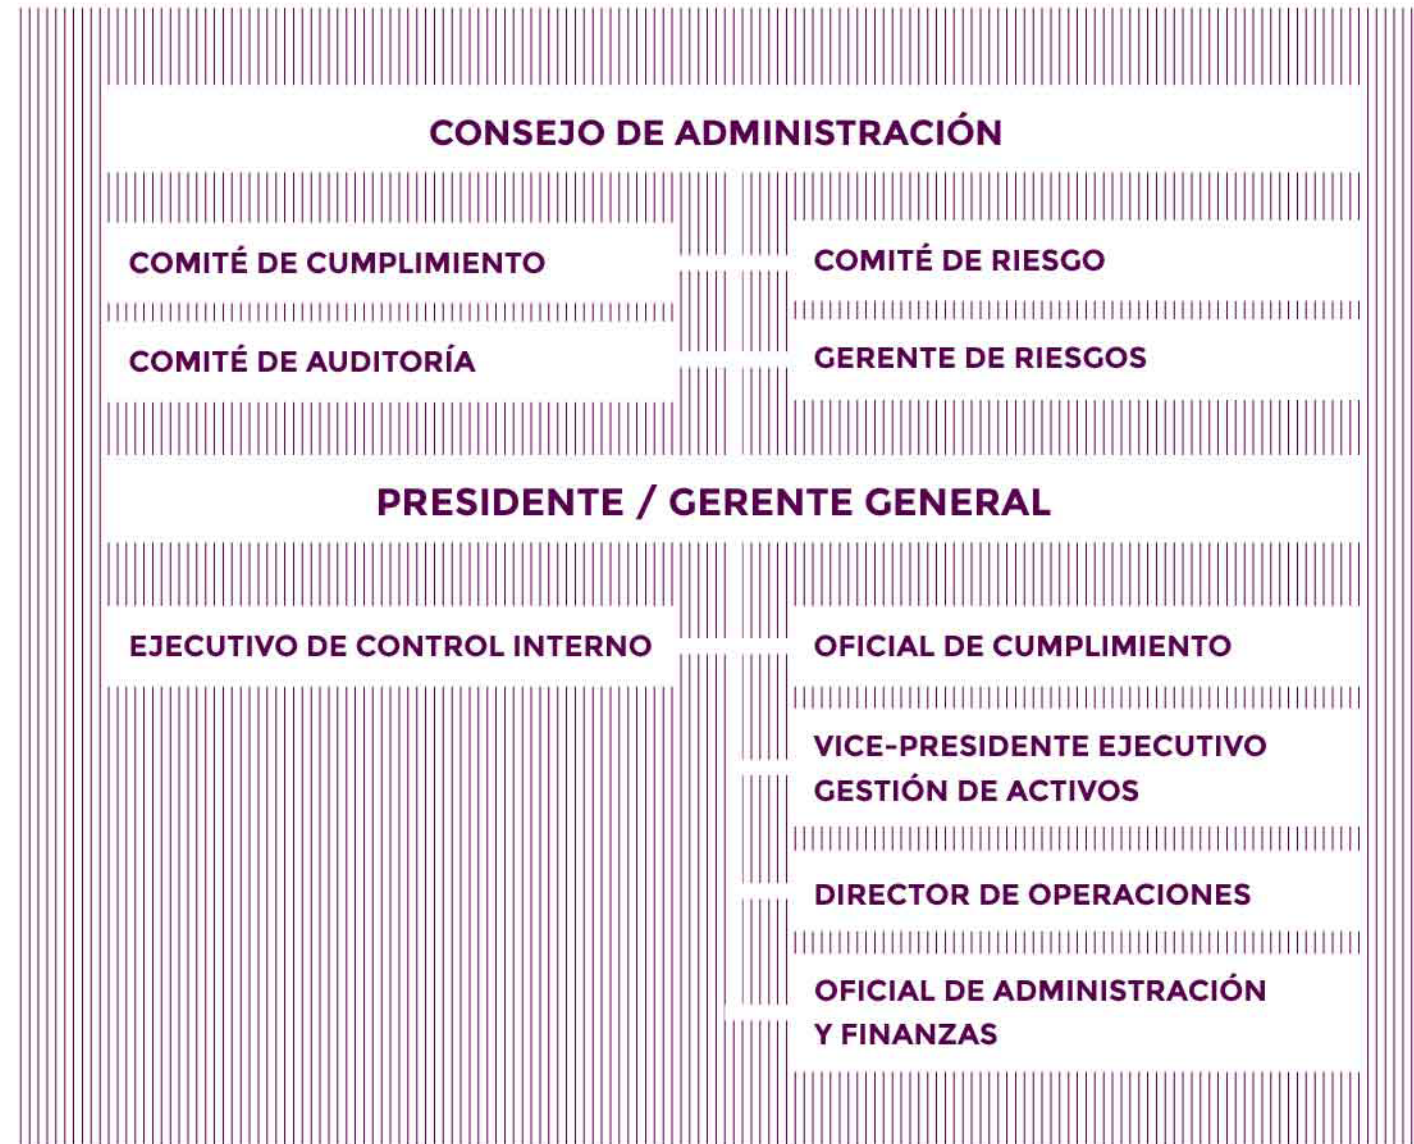 CONSEJO DE ADMINISTRACIÓN
COMITÉ DE CUMPLIMIENTO
COMITÉ DE RIESGO
COMITÉ DE AUDITORÍA
GERENTE DE RIESGOS
PRESIDENTE / GERENTE GENERAL
EJECUTIVO DE CONTROL INTERNO
OFICIAL DE CUMPLIMIENTO
VICE-PRESIDENTE EJECUTIVO
GESTIÓN DE ACTIVOS
DIRECTOR DE OPERACIONES
OFICIAL DE ADMINISTRACIÓN
Y FINANZAS